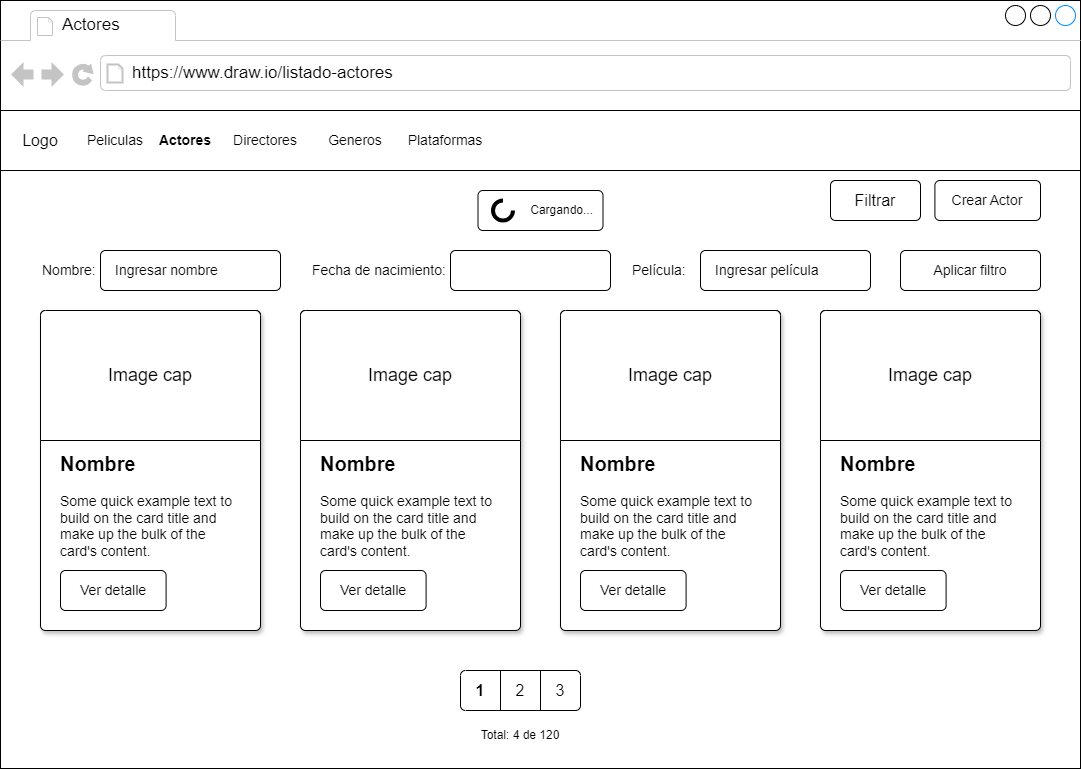 Actores
https://www.draw.io/listado-actores
Logo Peliculas Actores Directores Generos Plataformas
Cargando... Filtrar Crear Actor
Nombre: Ingresar nombre Fecha de nacimiento: Película: Ingresar película Aplicar filtro
Image cap Image cap Image cap Image cap
Nombre
Some quick example text to
build on the card title and
make up the bulk of the
card's content.
Ver detalle
Nombre
Some quick example text to
build on the card title and
make up the bulk of the
card's content.
Ver detalle
Nombre
Some quick example text to
build on the card title and
make up the bulk of the
card's content.
Ver detalle
Nombre
Some quick example text to
build on the card title and
make up the bulk of the
card's content.
Ver detalle
1 2 3
Total: 4 de 120